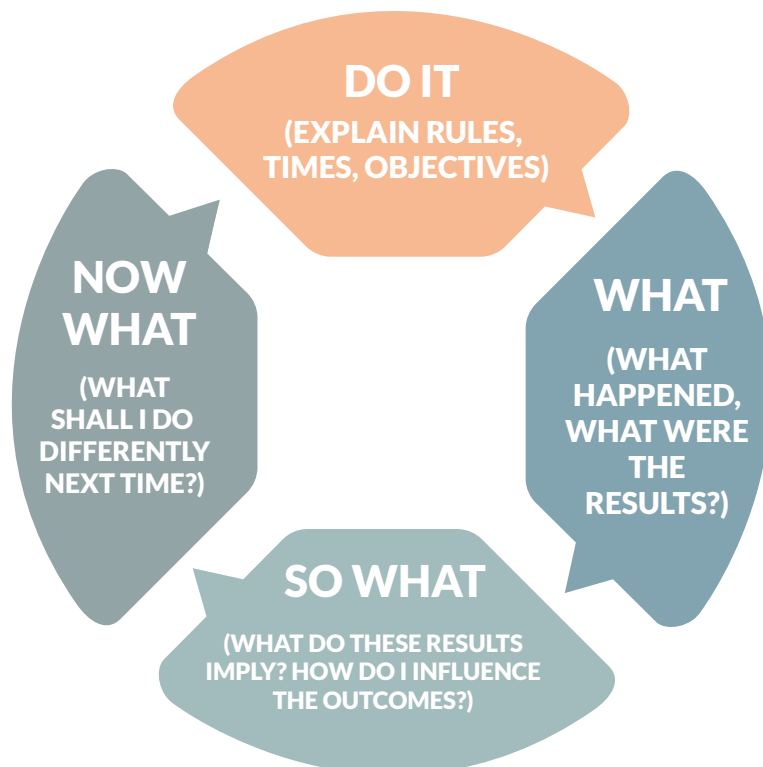 DO IT
(EXPLAIN RULES,
TIMES, OBJECTIVES)
WHAT
(WHAT
HAPPENED,
WHAT WERE
THE
RESULTS?)
SO WHAT
(WHAT DO THESE RESULTS
IMPLY? HOW DO I INFLUENCE
THE OUTCOMES?)
NOW
WHAT
(WHAT
SHALL I DO
DIFFERENTLY
NEXT TIME?)